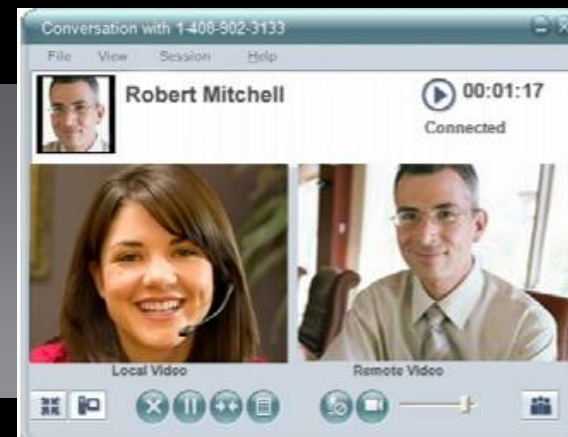 Conversation with 1-408-902-3133
File View Session Help
Robert Mitchell
00:01:17
Connected
Local Video
Remote Video